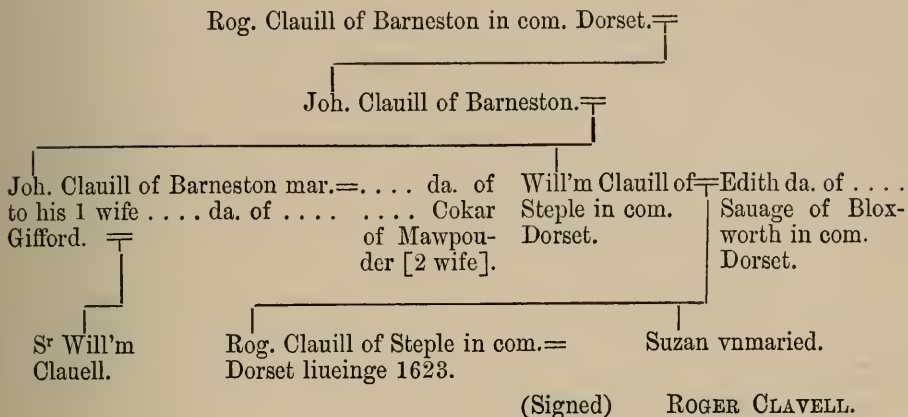 Rog. Clauill of Barneston in com. Dorset.
Joh. Clauill of Barneston.
Joh. Clauill of Barneston mar.=. . . . da. of
to his 1 wife . . . . da. of . . . . . . . . Cokar
Gifford. of Mawpou-
der [2 wife].
Will'm Clauill of Edith da. of . . . .
Steple in com. Sauage of Blox-
Dorset. worth in com.
Dorset.
Sr Will'm
Clauell.
Rog. Clauill of Steple in com.=
Dorset liueinge 1623.
Suzan vnmaried.
(Signed) ROGER CLAVELL.